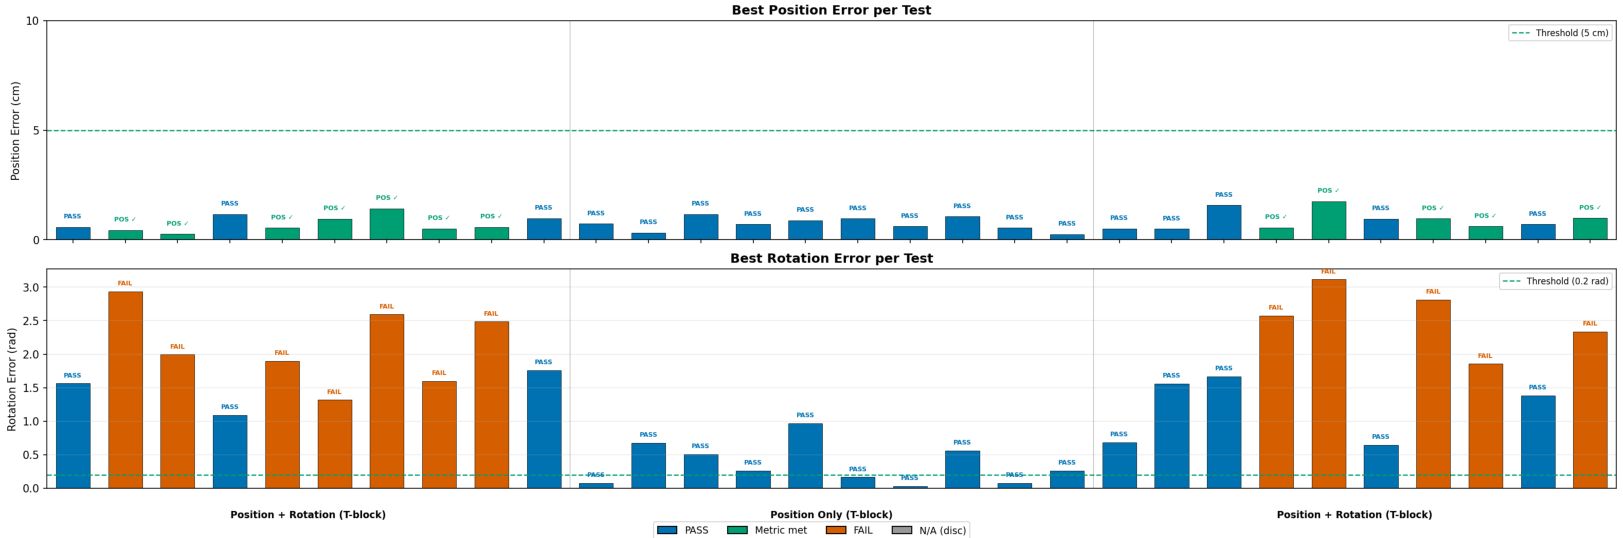 Best Position Error per Test
Position Error (cm)
10
5
0
Threshold (5 cm)
PASS POS ✓ POS ✓ PASS POS ✓ POS ✓ POS ✓ POS ✓ POS ✓ PASS PASS PASS PASS PASS PASS PASS PASS PASS PASS PASS PASS PASS PASS POS ✓ POS ✓ PASS POS ✓ POS ✓ PASS POS ✓
Best Rotation Error per Test
Rotation Error (rad)
3.0
2.5
2.0
1.5
1.0
0.5
0.0
Threshold (0.2 rad)
PASS FAIL FAIL PASS FAIL FAIL FAIL FAIL FAIL PASS PASS PASS PASS PASS PASS PASS PASS PASS PASS PASS PASS PASS PASS FAIL FAIL PASS FAIL FAIL PASS FAIL
Position + Rotation (T-block) Position Only (T-block) Position + Rotation (T-block)
PASS Metric met FAIL N/A (disc)